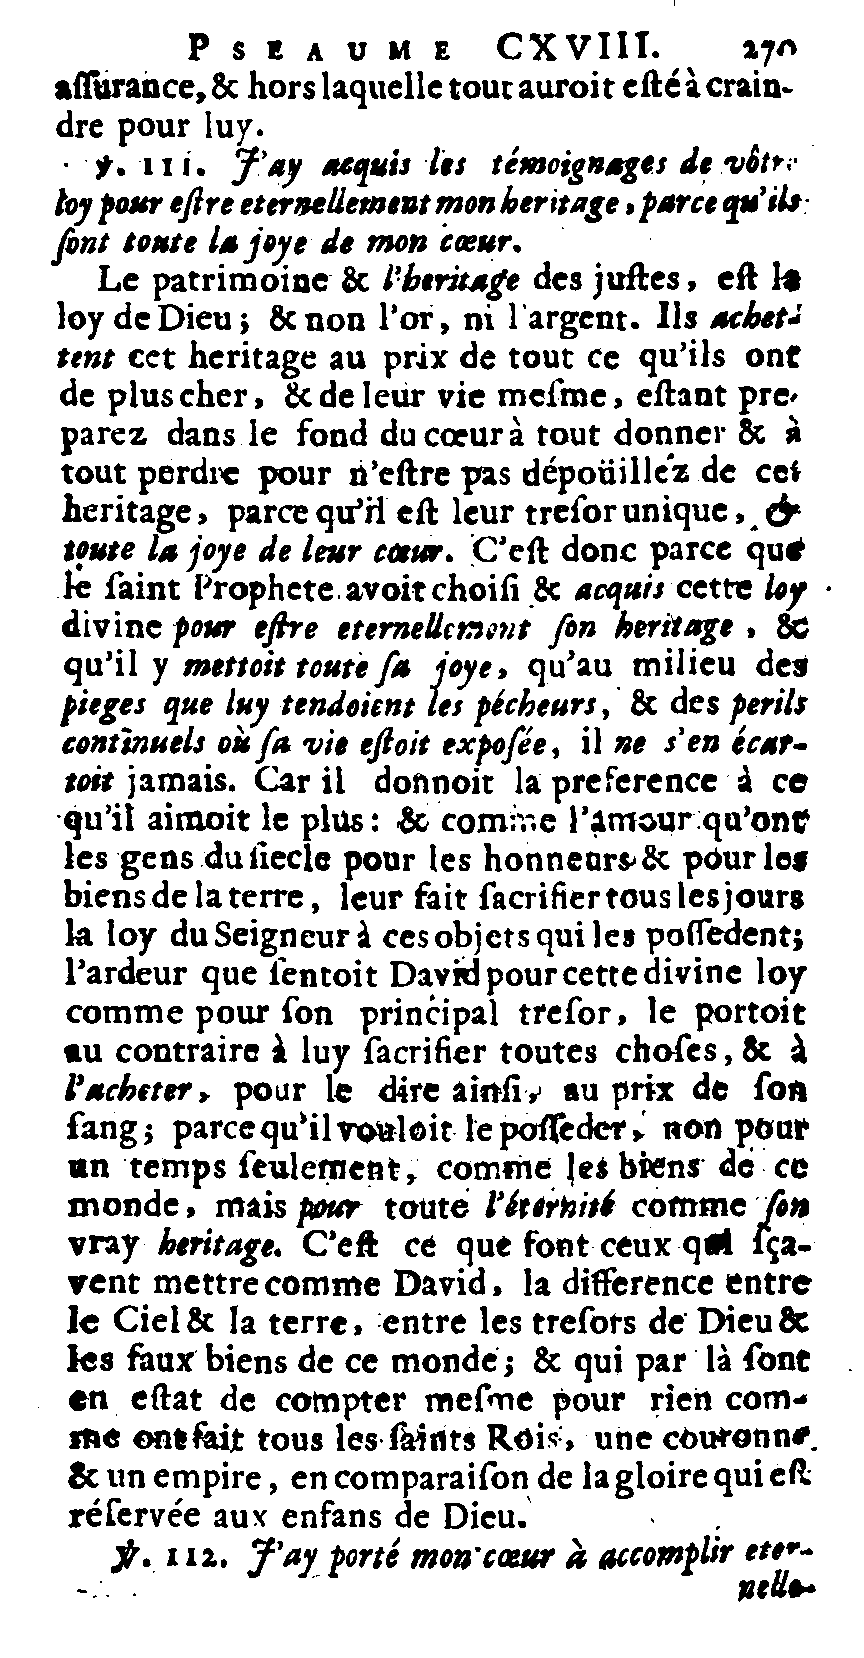 PSEAUME CXVIII. 270
assurance, & hors laquelle tout auroit esté à crain-
dre pour luy.
℣. 111. J'ay acquis les témoignages de vôtre
loy pour estre eternellement mon heritage, parce qu'ils
sont toute la joye de mon cœur.
Le patrimoine & l'heritage des justes, est la
loy de Dieu; & non l'or, ni l'argent. Ils achet-
tent cet heritage au prix de tout ce qu'ils ont
de plus cher, & de leur vie mesme, estant pre-
parez dans le fond du cœur à tout donner & à
tout perdre pour n'estre pas dépoüillez de cet
heritage, parce qu'il est leur tresor unique, &
toute la joye de leur cœur. C'est donc parce que
le saint Prophete avoit choisi & acquis cette loy
divine pour estre eternellement son heritage, &
qu'il y mettoit toute sa joye, qu'au milieu des
pieges que luy tendoient les pécheurs, & des perils
continuels où sa vie estoit exposée, il ne s'en écar-
toit jamais. Car il donnoit la preference à ce
qu'il aimoit le plus: & comme l'amour qu'ont
les gens du siecle pour les honneurs & pour les
biens de la terre, leur fait sacrifier tous les jours
la loy du Seigneur à ces objets qui les possedent;
l'ardeur que sentoit David pour cette divine loy
comme pour son principal tresor, le portoit
au contraire à luy sacrifier toutes choses, & à
l'acheter, pour le dire ainsi, au prix de son
sang; parce qu'il vouloit le posseder, non pour
un temps seulement, comme les biens de ce
monde, mais pour toute l'éternité comme son
vray heritage. C'est ce que font ceux qui sça-
vent mettre comme David, la difference entre
le Ciel & la terre, entre les tresors de Dieu &
les faux biens de ce monde; & qui par là sont
en estat de compter mesme pour rien com-
me ont fait tous les saints Rois, une couronne
& un empire, en comparaison de la gloire qui est
réservée aux enfans de Dieu.
℣. 112. J'ay porté mon cœur à accomplir eter-
nelle-